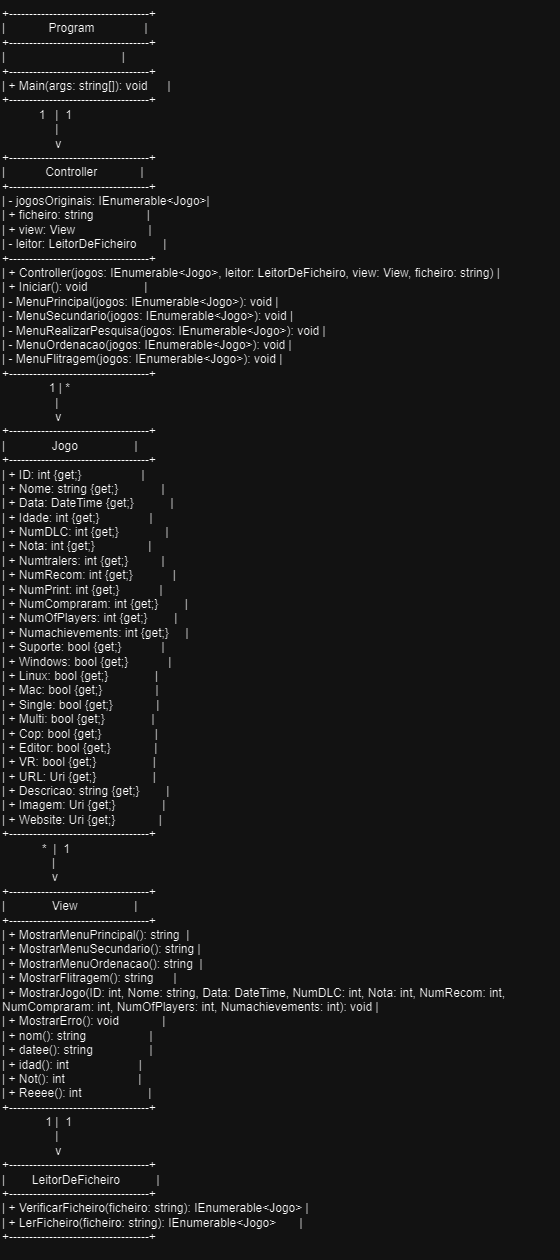 +-----------------------------------+
|             Program               |
+-----------------------------------+
|                                   |
+-----------------------------------+
| + Main(args: string[]): void      |
+-----------------------------------+
1   |  1
|
v
+-----------------------------------+
|            Controller             |
+-----------------------------------+
| - jogosOriginais: IEnumerable<Jogo>|
| + ficheiro: string                |
| + view: View                      |
| - leitor: LeitorDeFicheiro        |
+-----------------------------------+
| + Controller(jogos: IEnumerable<Jogo>, leitor: LeitorDeFicheiro, view: View, ficheiro: string) |
| + Iniciar(): void                 |
| - MenuPrincipal(jogos: IEnumerable<Jogo>): void |
| - MenuSecundario(jogos: IEnumerable<Jogo>): void |
| - MenuRealizarPesquisa(jogos: IEnumerable<Jogo>): void |
| - MenuOrdenacao(jogos: IEnumerable<Jogo>): void |
| - MenuFlitragem(jogos: IEnumerable<Jogo>): void |
+-----------------------------------+
1 | *
|
v
+-----------------------------------+
|              Jogo                 |
+-----------------------------------+
| + ID: int {get;}                  |
| + Nome: string {get;}             |
| + Data: DateTime {get;}           |
| + Idade: int {get;}               |
| + NumDLC: int {get;}              |
| + Nota: int {get;}                |
| + Numtralers: int {get;}          |
| + NumRecom: int {get;}            |
| + NumPrint: int {get;}            |
| + NumCompraram: int {get;}        |
| + NumOfPlayers: int {get;}        |
| + Numachievements: int {get;}     |
| + Suporte: bool {get;}            |
| + Windows: bool {get;}            |
| + Linux: bool {get;}              |
| + Mac: bool {get;}                |
| + Single: bool {get;}             |
| + Multi: bool {get;}              |
| + Cop: bool {get;}                |
| + Editor: bool {get;}             |
| + VR: bool {get;}                 |
| + URL: Uri {get;}                 |
| + Descricao: string {get;}        |
| + Imagem: Uri {get;}              |
| + Website: Uri {get;}             |
+-----------------------------------+
*  |  1
|
v
+-----------------------------------+
|              View                 |
+-----------------------------------+
| + MostrarMenuPrincipal(): string  |
| + MostrarMenuSecundario(): string |
| + MostrarMenuOrdenacao(): string  |
| + MostrarFlitragem(): string      |
| + MostrarJogo(ID: int, Nome: string, Data: DateTime, NumDLC: int, Nota: int, NumRecom: int,
NumCompraram: int, NumOfPlayers: int, Numachievements: int): void |
| + MostrarErro(): void             |
| + nom(): string                   |
| + datee(): string                 |
| + idad(): int                     |
| + Not(): int                      |
| + Reeee(): int                    |
+-----------------------------------+
1 |  1
|
v
+-----------------------------------+
|        LeitorDeFicheiro           |
+-----------------------------------+
| + VerificarFicheiro(ficheiro: string): IEnumerable<Jogo> |
| + LerFicheiro(ficheiro: string): IEnumerable<Jogo>       |
+-----------------------------------+